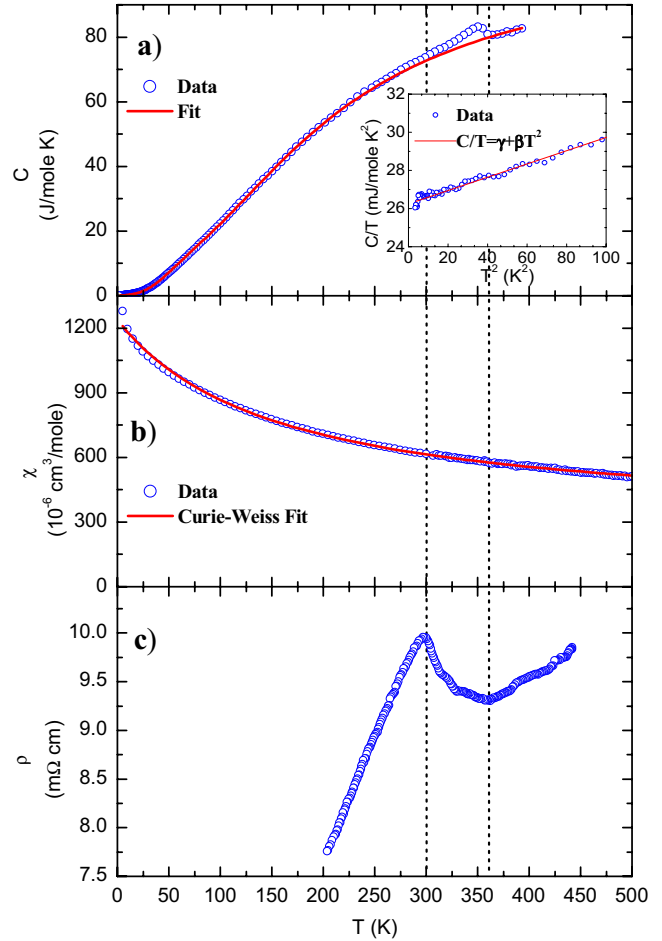 a)
Data
Fit
C
(J/mole K)
80
60
40
20
0
32
30
28
26
24
C/T (mJ/mole K²)
Data
C/T=γ+βT²
0 20 40 60 80 100
T² (K²)
b)
Data
Curie-Weiss Fit
χ
(10⁻⁶ cm³/mole)
1200
900
600
300
0
c)
ρ
(mΩ cm)
10.0
9.5
9.0
8.5
8.0
7.5
0 50 100 150 200 250 300 350 400 450 500
T (K)